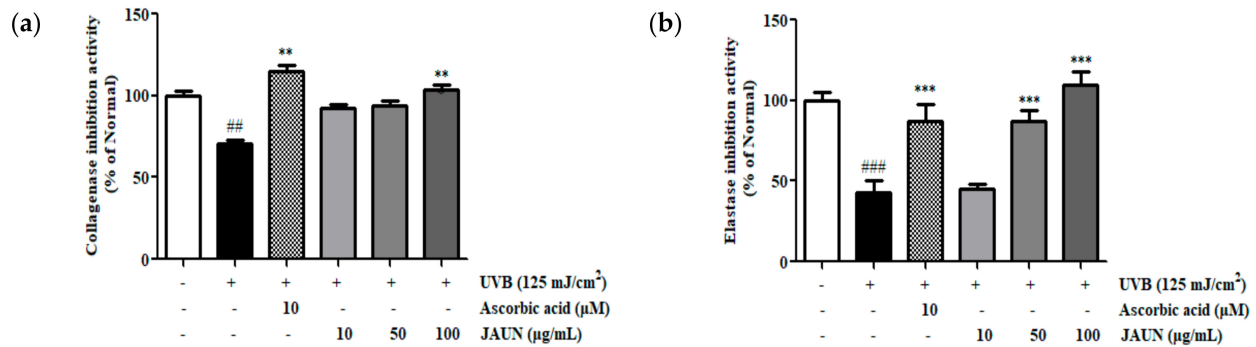 (a)
Collagenase inhibition activity
(% of Normal)
150
100
50
0
**
##
**
- + + + + + UVB (125 mJ/cm²)
- - 10 - - - Ascorbic acid (μM)
- - - 10 50 100 JAUN (μg/mL)
(b)
Elastase inhibition activity
(% of Normal)
150
100
50
0
***
###
***
***
- + + + + + UVB (125 mJ/cm²)
- - 10 - - - Ascorbic acid (μM)
- - - 10 50 100 JAUN (μg/mL)